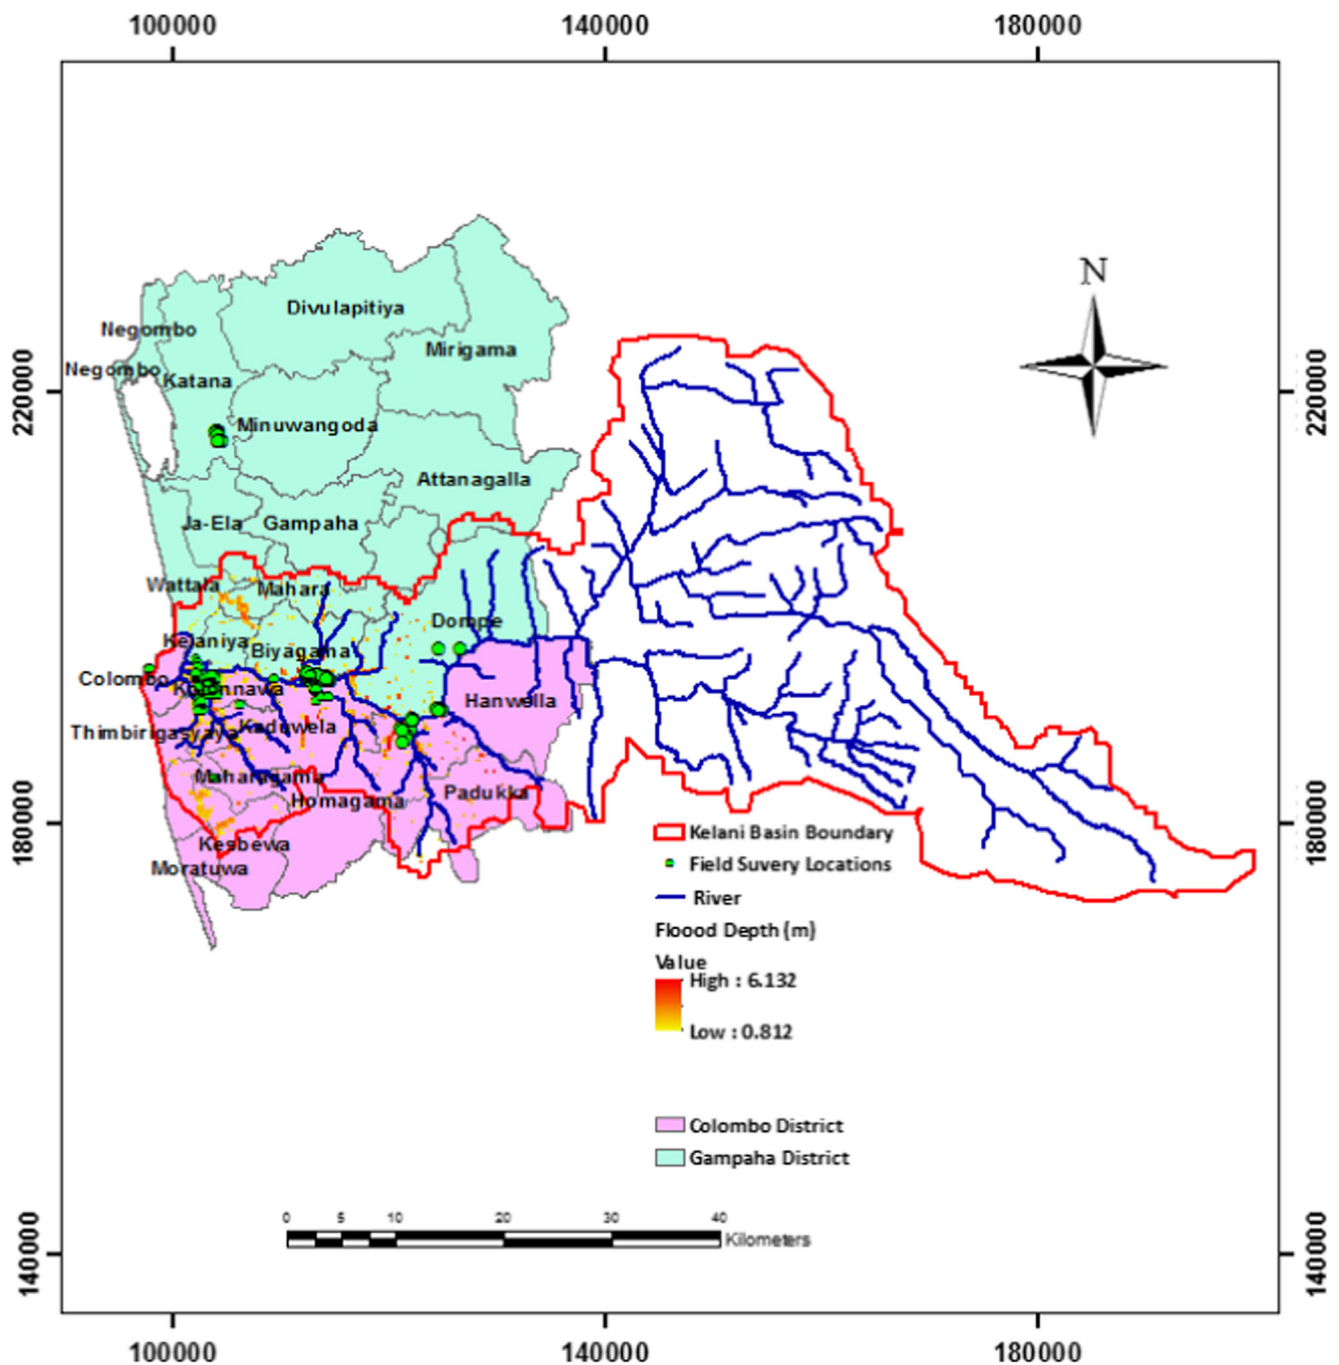 100000 140000 180000
N
Divulapitiya
Negombo
Mirigama
Negombo
Katana
220000
220000
Minuwangoda
Attanagalla
Ja-Ela
Gampaha
Wattala
Mahara
Dompe
Kelaniya
Biyagama
Colombo
Kolonnawa
Hanwella
Thimbirigasyaya
Kaduwela
Maharagama
Homagama
Padukka
180000
180000
Kesbewa
Moratuwa
Kelani Basin Boundary
Field Suvery Locations
River
Floood Depth (m)
Value
High : 6.132
Low : 0.812
Colombo District
Gampaha District
0 5 10 20 30 40
Kilometers
140000
140000
100000 140000 180000